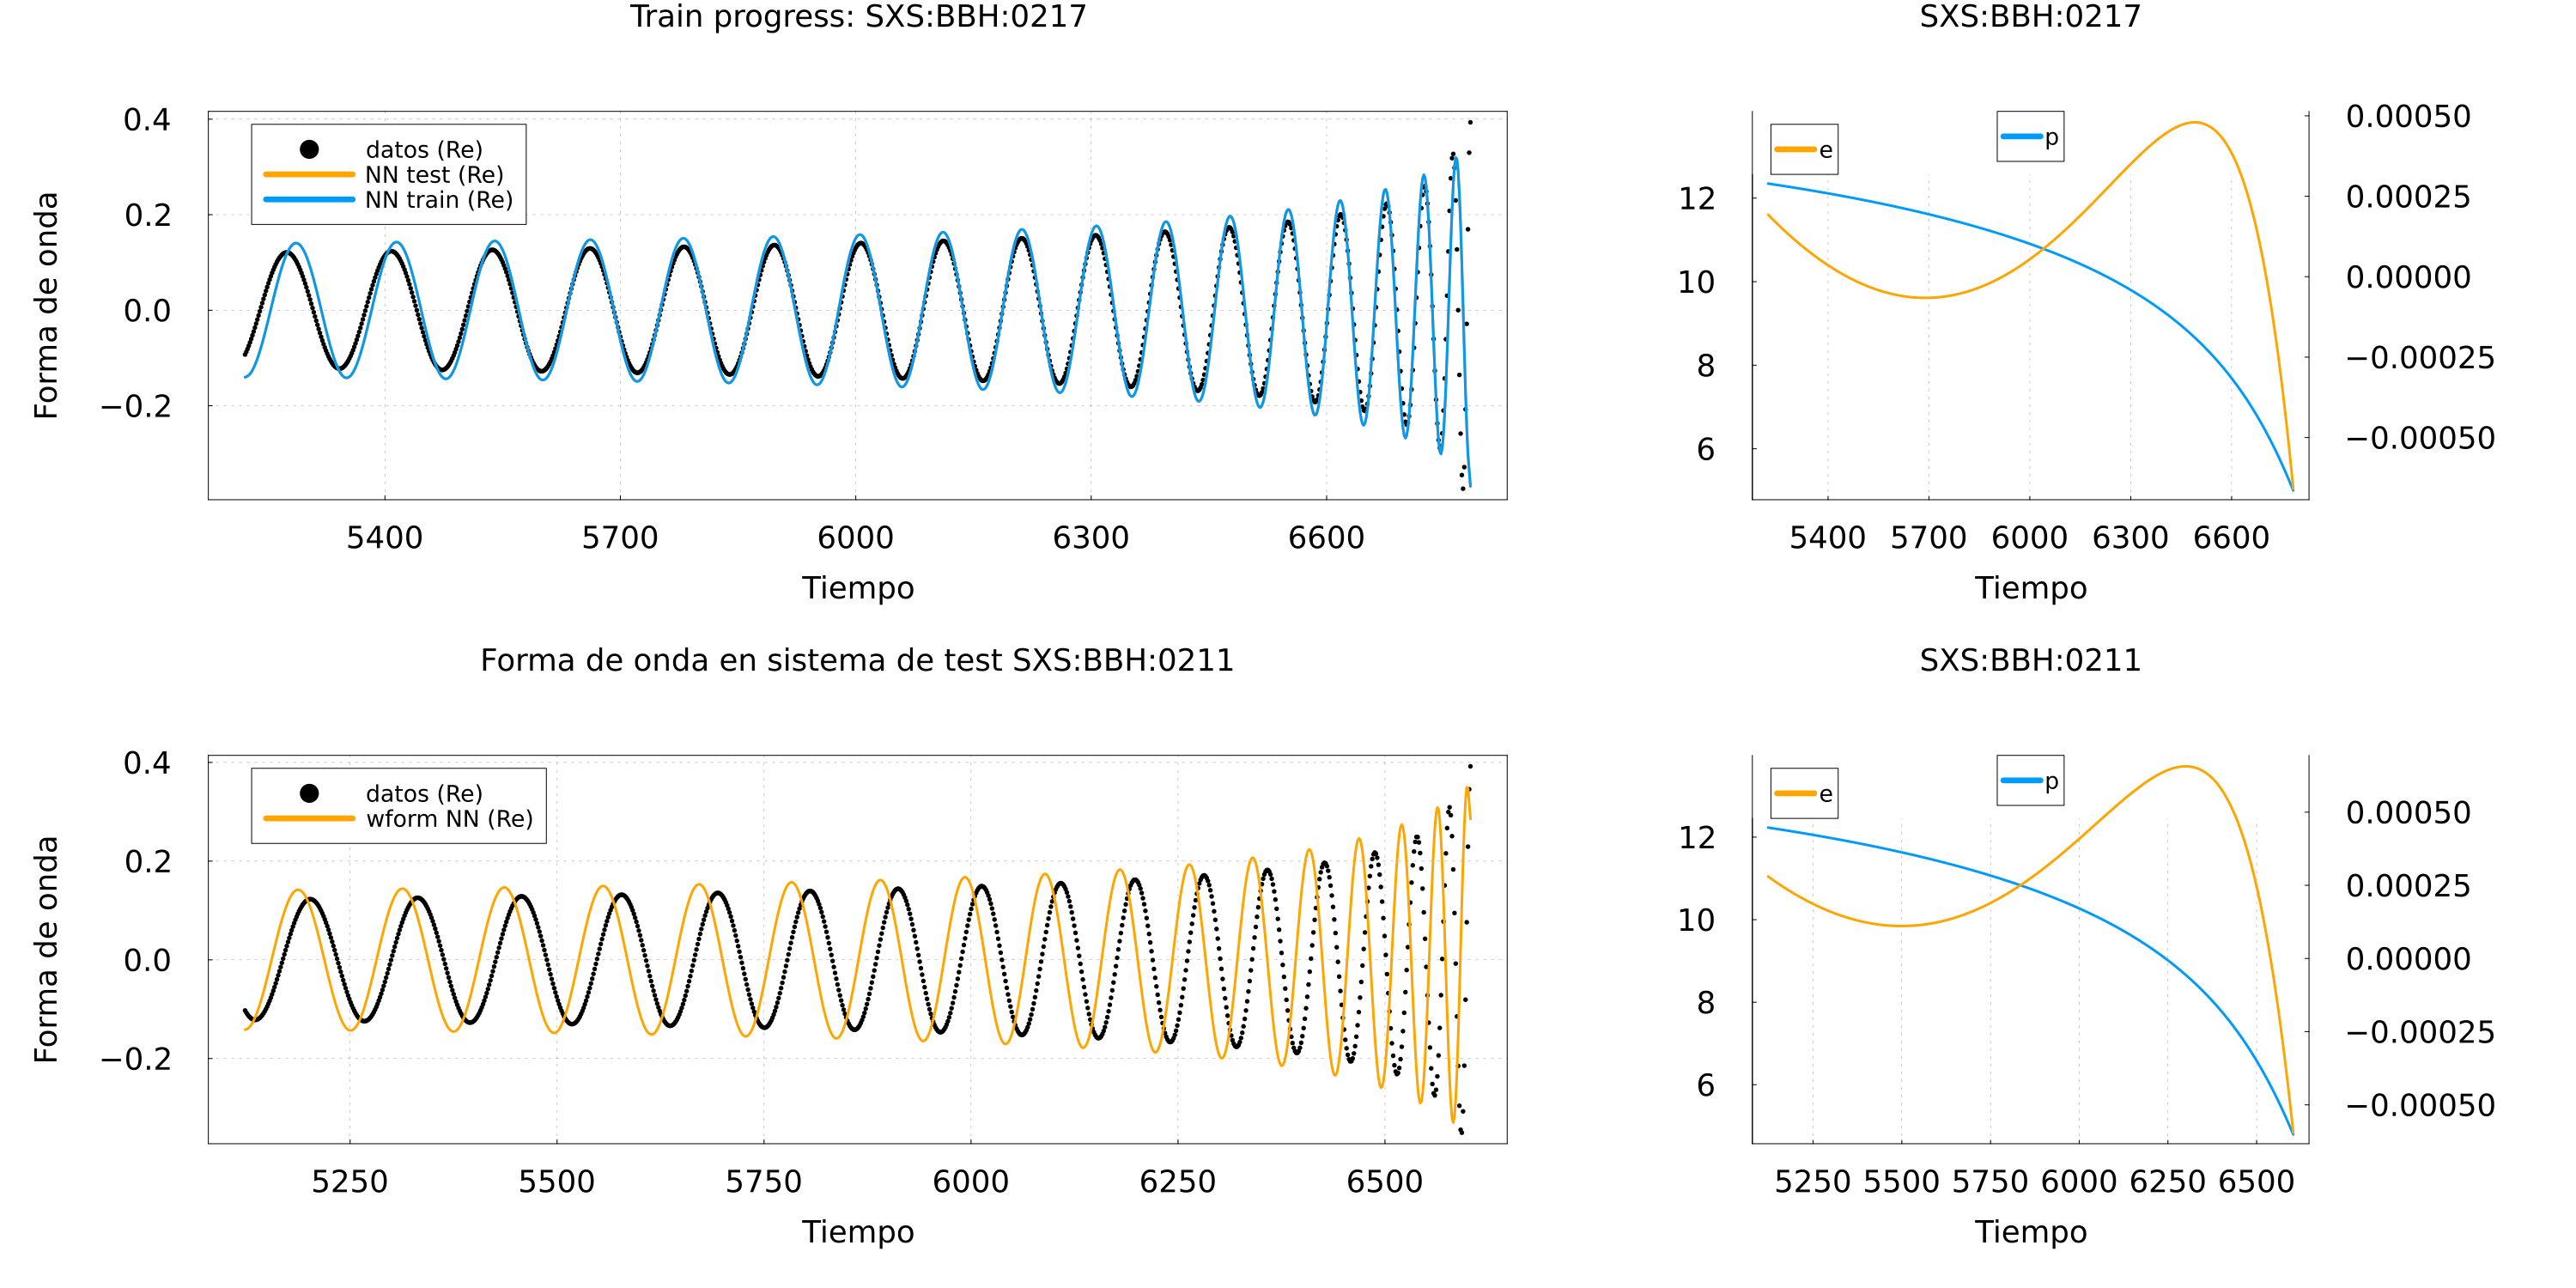 Train progress: SXS:BBH:0217
0.4
0.2
0.0
−0.2
Forma de onda
datos (Re)
NN test (Re)
NN train (Re)
5400 5700 6000 6300 6600
Tiempo
SXS:BBH:0217
12
10
8
6
e
p
0.00050
0.00025
0.00000
−0.00025
−0.00050
5400 5700 6000 6300 6600
Tiempo
Forma de onda en sistema de test SXS:BBH:0211
0.4
0.2
0.0
−0.2
Forma de onda
datos (Re)
wform NN (Re)
5250 5500 5750 6000 6250 6500
Tiempo
SXS:BBH:0211
12
10
8
6
e
p
0.00050
0.00025
0.00000
−0.00025
−0.00050
5250 5500 5750 6000 6250 6500
Tiempo